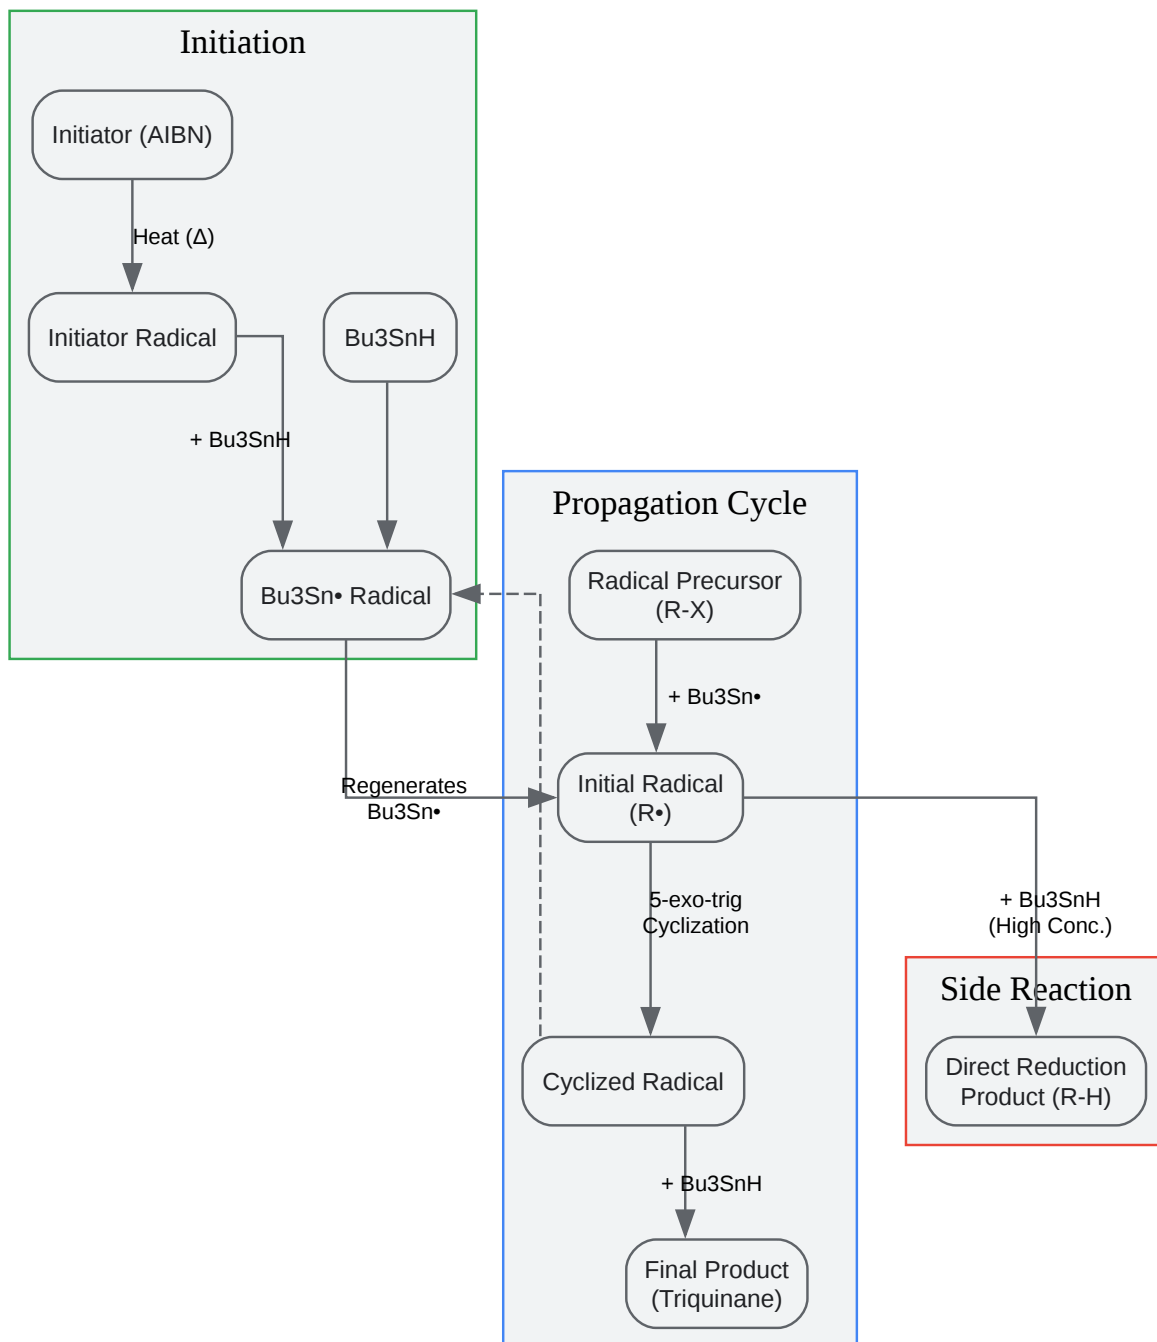 Initiation
Initiator (AIBN)
Heat (Δ)
Initiator Radical
Bu3SnH
+ Bu3SnH
Bu3Sn• Radical
Propagation Cycle
Radical Precursor
(R-X)
+ Bu3Sn•
Regenerates
Bu3Sn•
Initial Radical
(R•)
5-exo-trig
Cyclization
+ Bu3SnH
(High Conc.)
Side Reaction
Direct Reduction
Product (R-H)
Cyclized Radical
+ Bu3SnH
Final Product
(Triquinane)